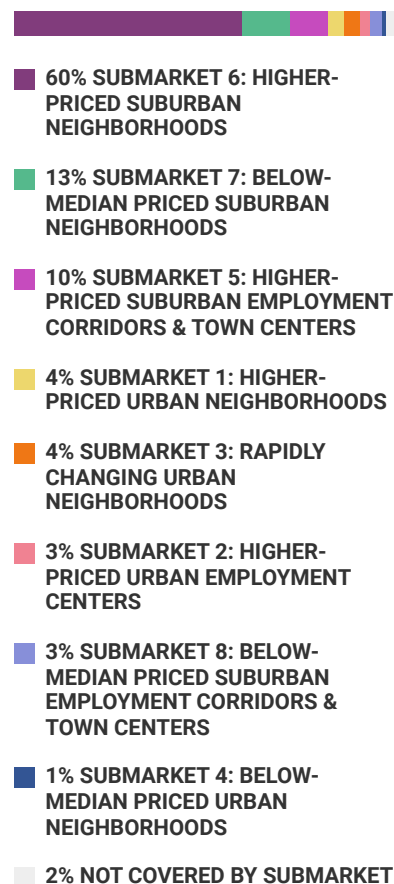 60% SUBMARKET 6: HIGHER-
PRICED SUBURBAN
NEIGHBORHOODS
13% SUBMARKET 7: BELOW-
MEDIAN PRICED SUBURBAN
NEIGHBORHOODS
10% SUBMARKET 5: HIGHER-
PRICED SUBURBAN EMPLOYMENT
CORRIDORS & TOWN CENTERS
4% SUBMARKET 1: HIGHER-
PRICED URBAN NEIGHBORHOODS
4% SUBMARKET 3: RAPIDLY
CHANGING URBAN
NEIGHBORHOODS
3% SUBMARKET 2: HIGHER-
PRICED URBAN EMPLOYMENT
CENTERS
3% SUBMARKET 8: BELOW-
MEDIAN PRICED SUBURBAN
EMPLOYMENT CORRIDORS &
TOWN CENTERS
1% SUBMARKET 4: BELOW-
MEDIAN PRICED URBAN
NEIGHBORHOODS
2% NOT COVERED BY SUBMARKET